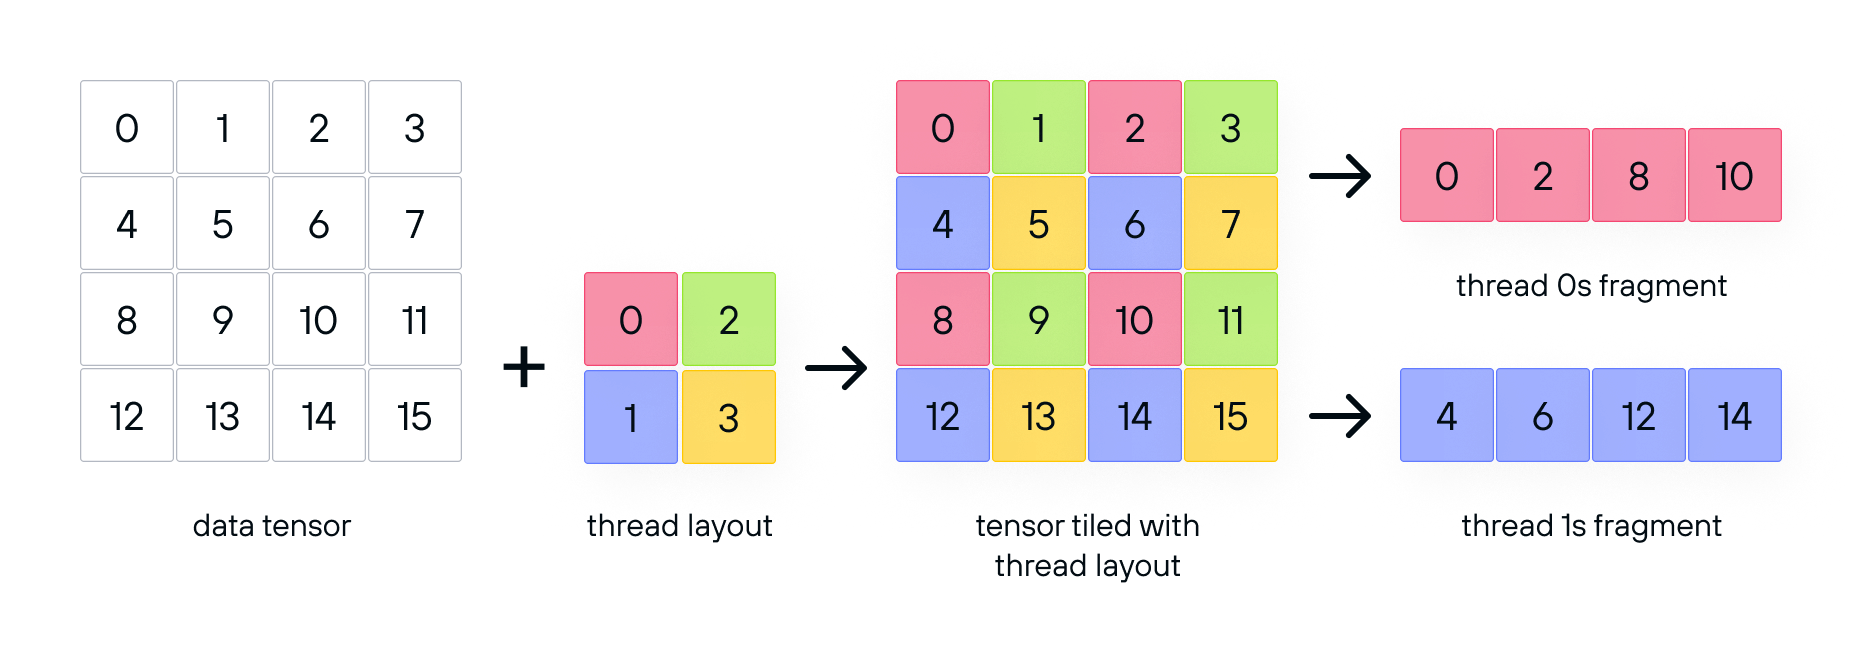 0 1 2 3
4 5 6 7
8 9 10 11
12 13 14 15
data tensor
+
0 2
1 3
thread layout
0 1 2 3
4 5 6 7
8 9 10 11
12 13 14 15
tensor tiled with
thread layout
0 2 8 10
thread 0s fragment
4 6 12 14
thread 1s fragment